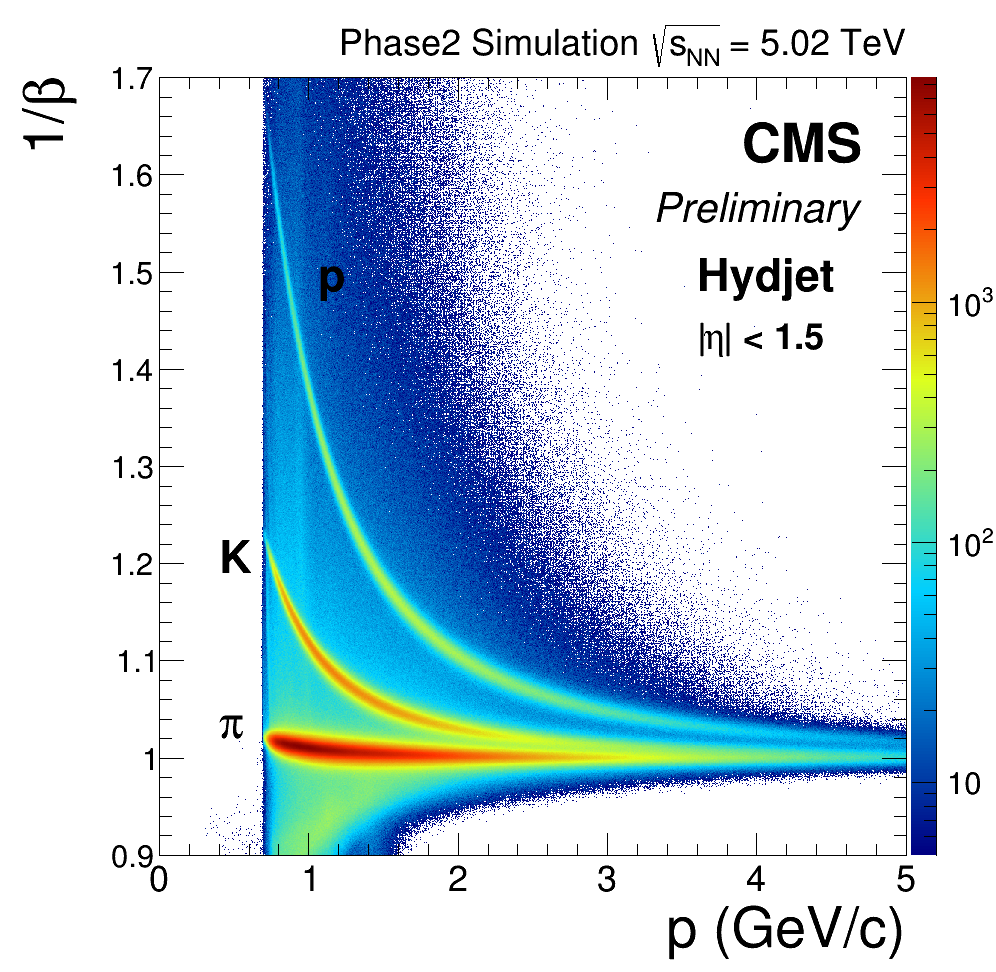 Phase2 Simulation √sNN = 5.02 TeV
1/β
1.7
1.6
1.5
1.4
1.3
1.2
1.1
1
0.9
CMS
Preliminary
Hydjet
|η| < 1.5
p
K
π
10³
10²
10
0 1 2 3 4 5
p (GeV/c)